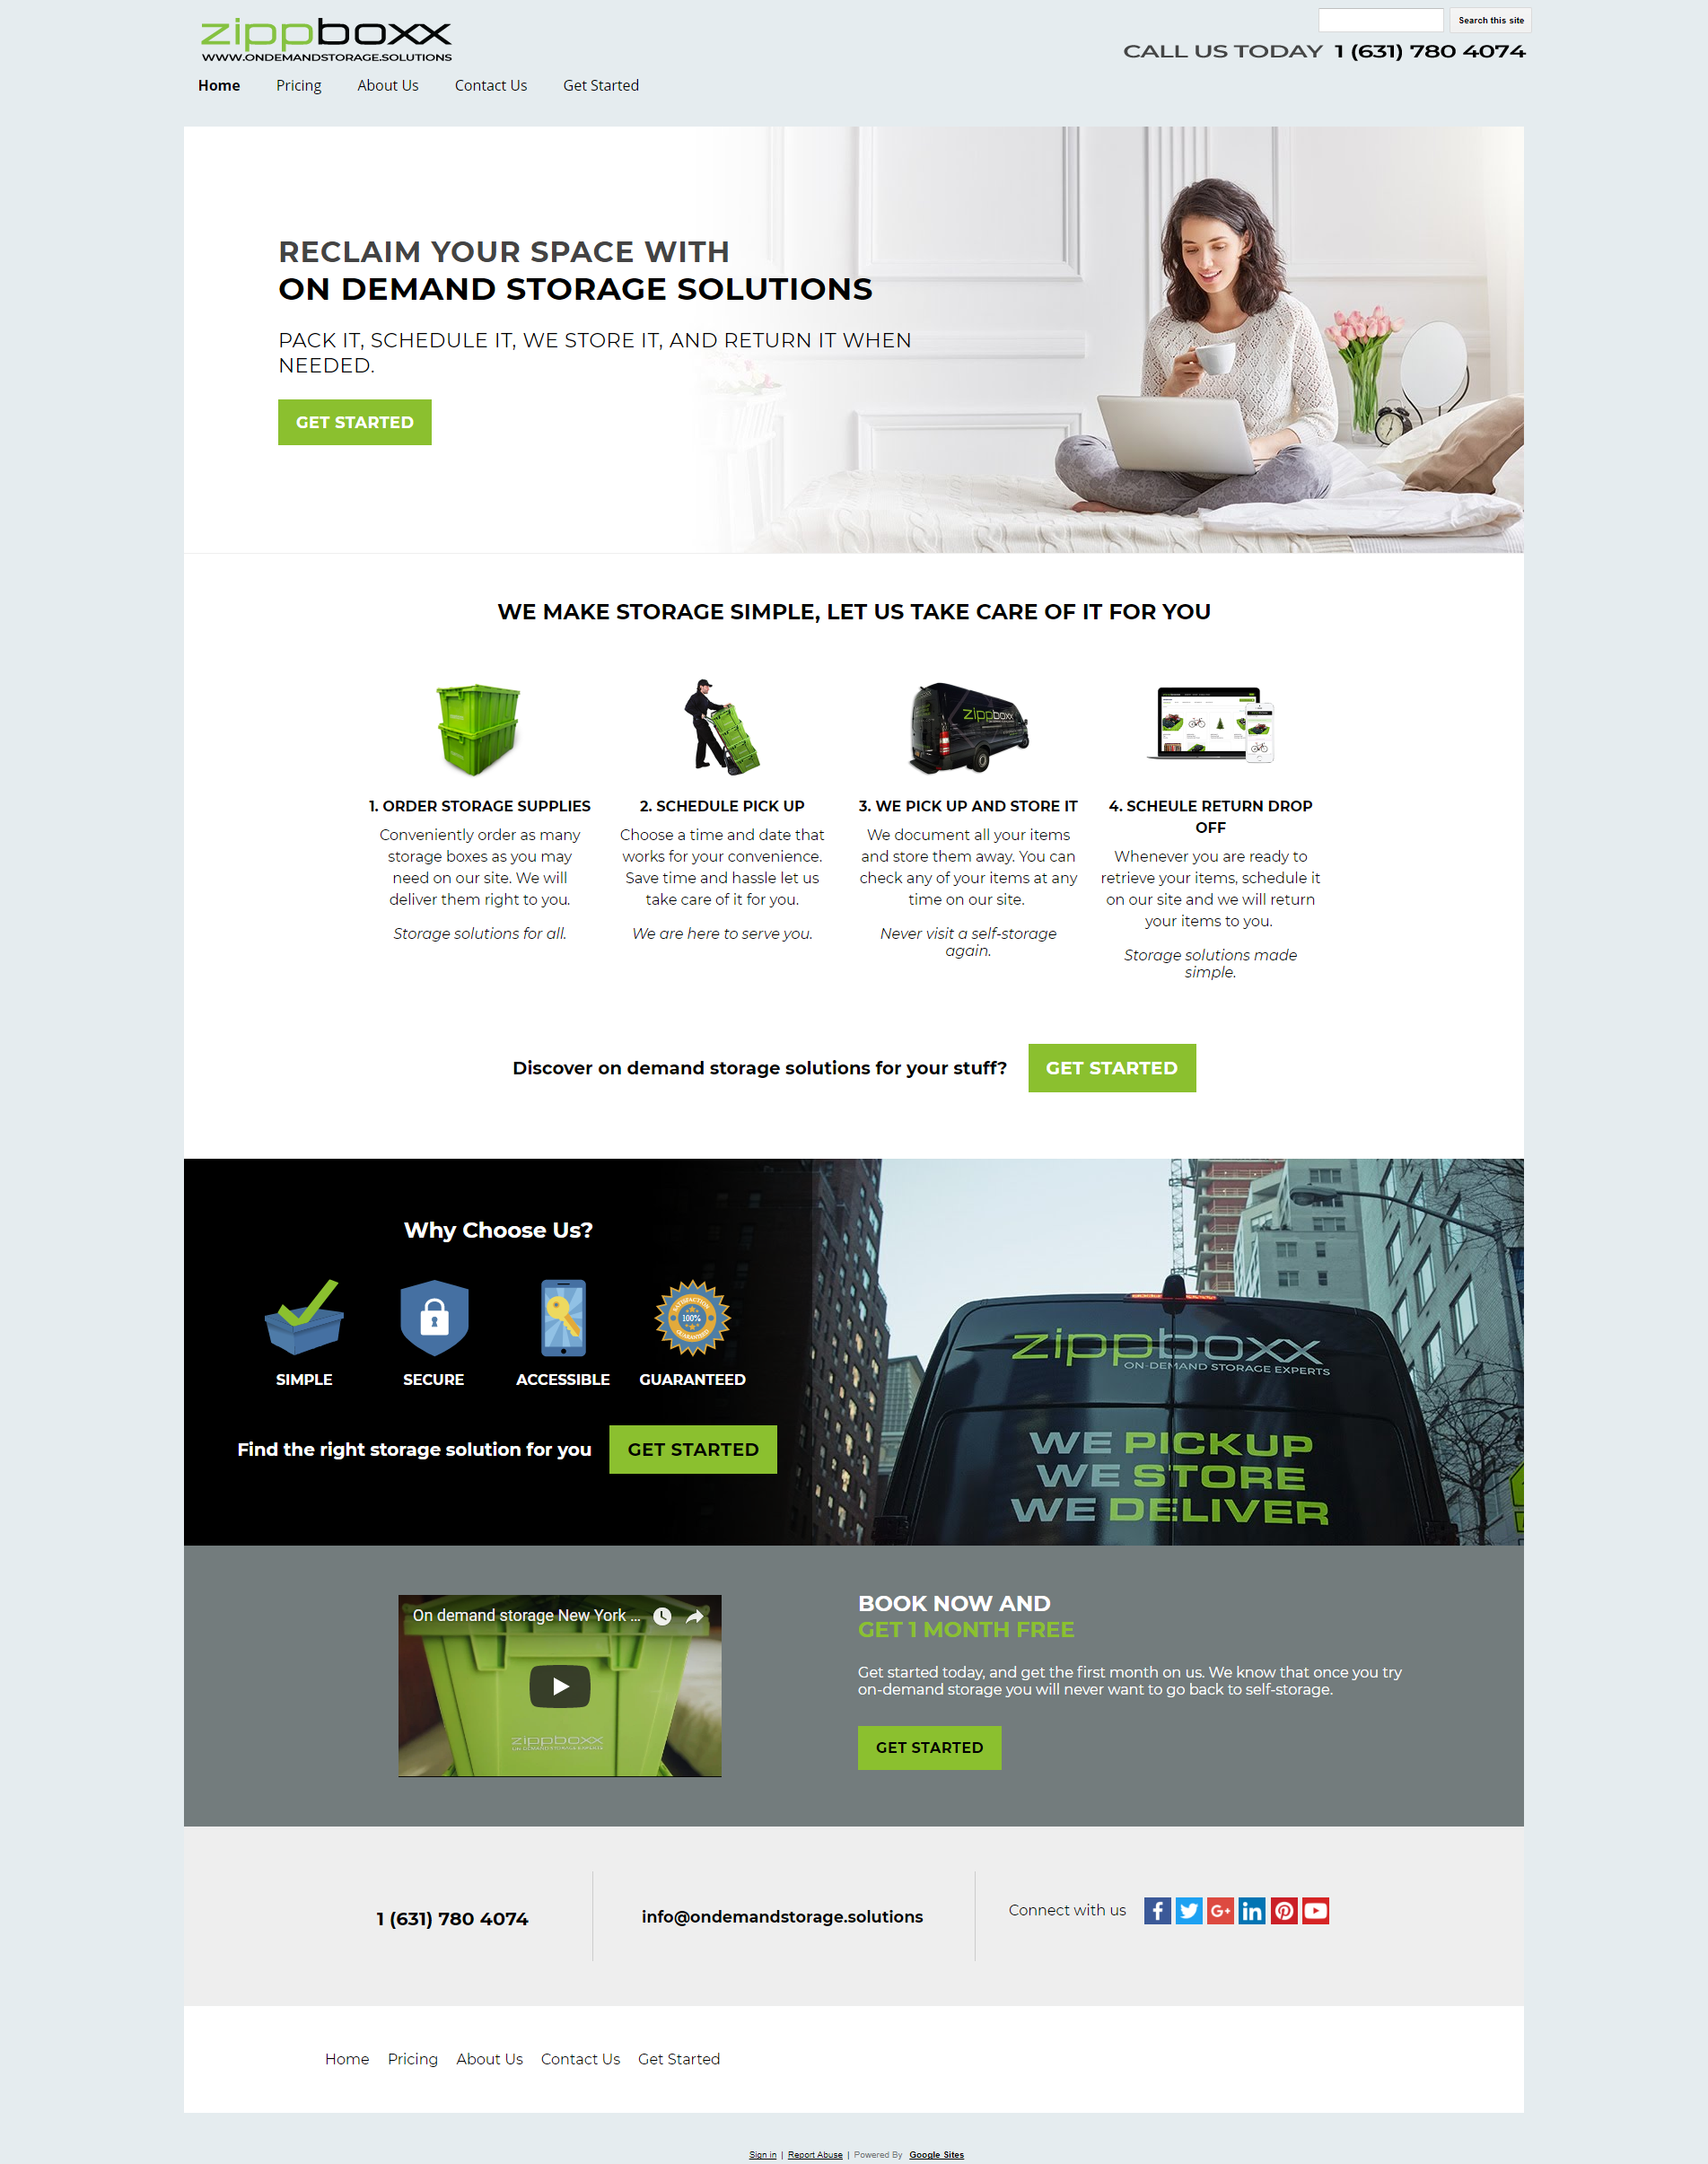 zippboxx
WWW.ONDEMANDSTORAGE.SOLUTIONS
Search this site
CALL US TODAY 1 (631) 780 4074
Home Pricing About Us Contact Us Get Started
RECLAIM YOUR SPACE WITH
ON DEMAND STORAGE SOLUTIONS
PACK IT, SCHEDULE IT, WE STORE IT, AND RETURN IT WHEN
NEEDED.
GET STARTED
WE MAKE STORAGE SIMPLE, LET US TAKE CARE OF IT FOR YOU
zippboxx
1. ORDER STORAGE SUPPLIES
Conveniently order as many
storage boxes as you may
need on our site. We will
deliver them right to you.
Storage solutions for all.
2. SCHEDULE PICK UP
Choose a time and date that
works for your convenience.
Save time and hassle let us
take care of it for you.
We are here to serve you.
3. WE PICK UP AND STORE IT
We document all your items
and store them away. You can
check any of your items at any
time on our site.
Never visit a self-storage
again.
4. SCHEULE RETURN DROP
OFF
Whenever you are ready to
retrieve your items, schedule it
on our site and we will return
your items to you.
Storage solutions made
simple.
Discover on demand storage solutions for your stuff? GET STARTED
Why Choose Us?
SATISFACTION
100%
GUARANTEED
SIMPLE SECURE ACCESSIBLE GUARANTEED
Find the right storage solution for you GET STARTED
zippboxx
ON-DEMAND STORAGE EXPERTS
WE PICKUP
WE STORE
WE DELIVER
On demand storage New York ...
zippboxx
BOOK NOW AND
GET 1 MONTH FREE
Get started today, and get the first month on us. We know that once you try
on-demand storage you will never want to go back to self-storage.
GET STARTED
1 (631) 780 4074
info@ondemandstorage.solutions
Connect with us
Home Pricing About Us Contact Us Get Started
Sign in | Report Abuse | Powered By Google Sites